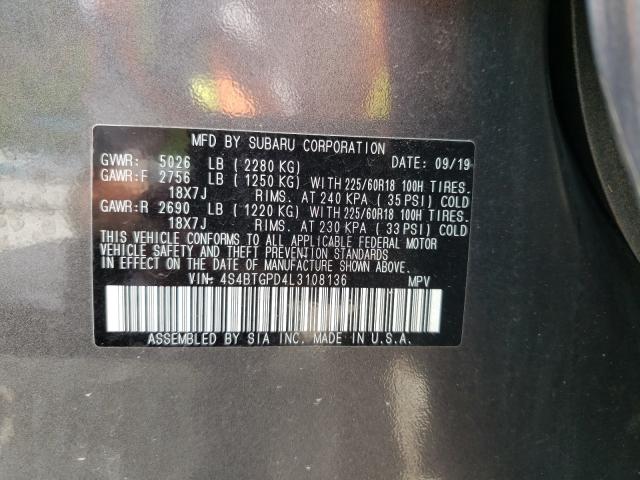 MFD BY SUBARU CORPORATION
GVWR: 5026 LB (2280 KG) DATE: 09/19
GAWR:F 2756 LB (1250 KG) WITH 225/60R18 100H TIRES.
18X7J RIMS. AT 240 KPA (35 PSI) COLD
GAWR:R 2690 LB (1220 KG) WITH 225/60R18 100H TIRES.
18X7J RIMS. AT 230 KPA (33 PSI) COLD
THIS VEHICLE CONFORMS TO ALL APPLICABLE FEDERAL MOTOR
VEHICLE SAFETY AND THEFT PREVENTION STANDARDS IN
EFFECT ON THE DATE OF MANUFACTURE SHOWN ABOVE.
VIN: 4S4BTGPD4L3108136 MPV
ASSEMBLED BY SIA INC. MADE IN U.S.A.